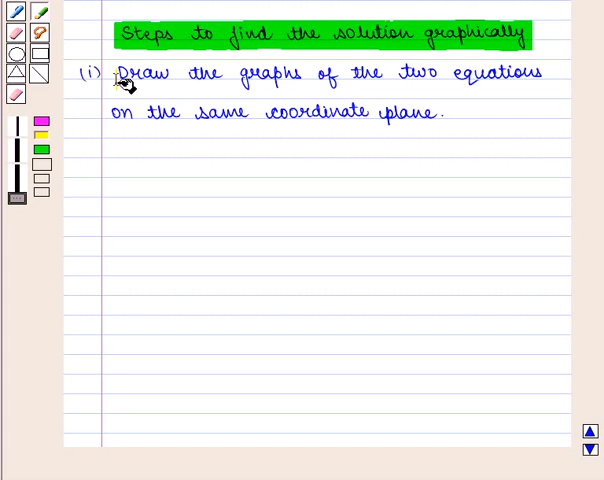 Steps to find the solution graphically
(i) Draw the graphs of the two equations
on the same coordinate plane.